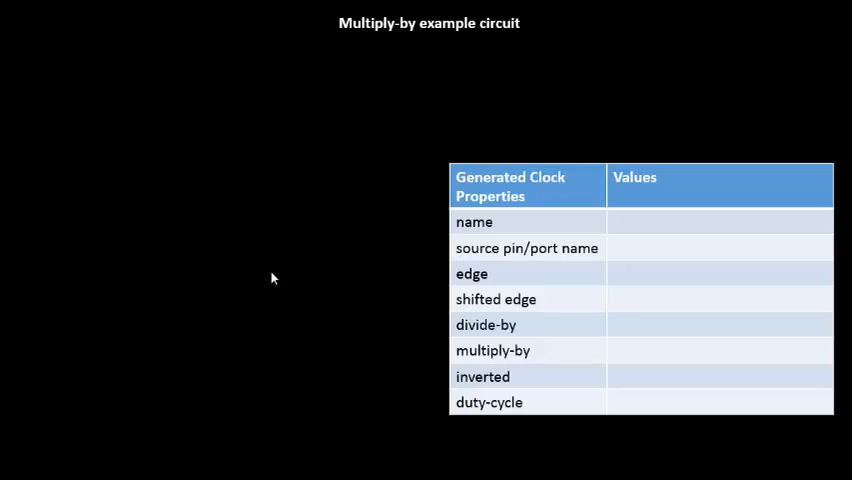 Multiply-by example circuit
Generated Clock Properties
Values
name
source pin/port name
edge
shifted edge
divide-by
multiply-by
inverted
duty-cycle